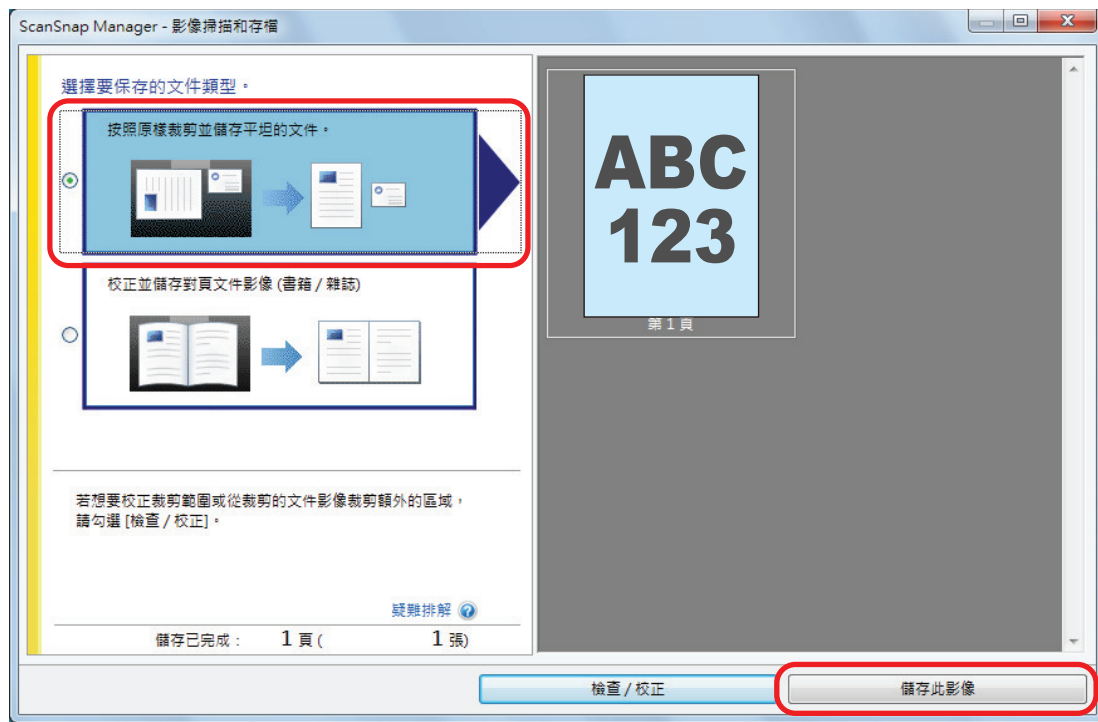 ScanSnap Manager - 影像掃描和存檔
選擇要保存的文件類型。
按照原樣裁剪並儲存平坦的文件。
校正並儲存對頁文件影像 (書籍 / 雜誌)
若想要校正裁剪範圍或從裁剪的文件影像裁剪額外的區域，
請勾選 [檢查 / 校正]。
疑難排解
儲存已完成： 1 頁 ( 1 張)
ABC
123
第 1 頁
檢查 / 校正
儲存此影像